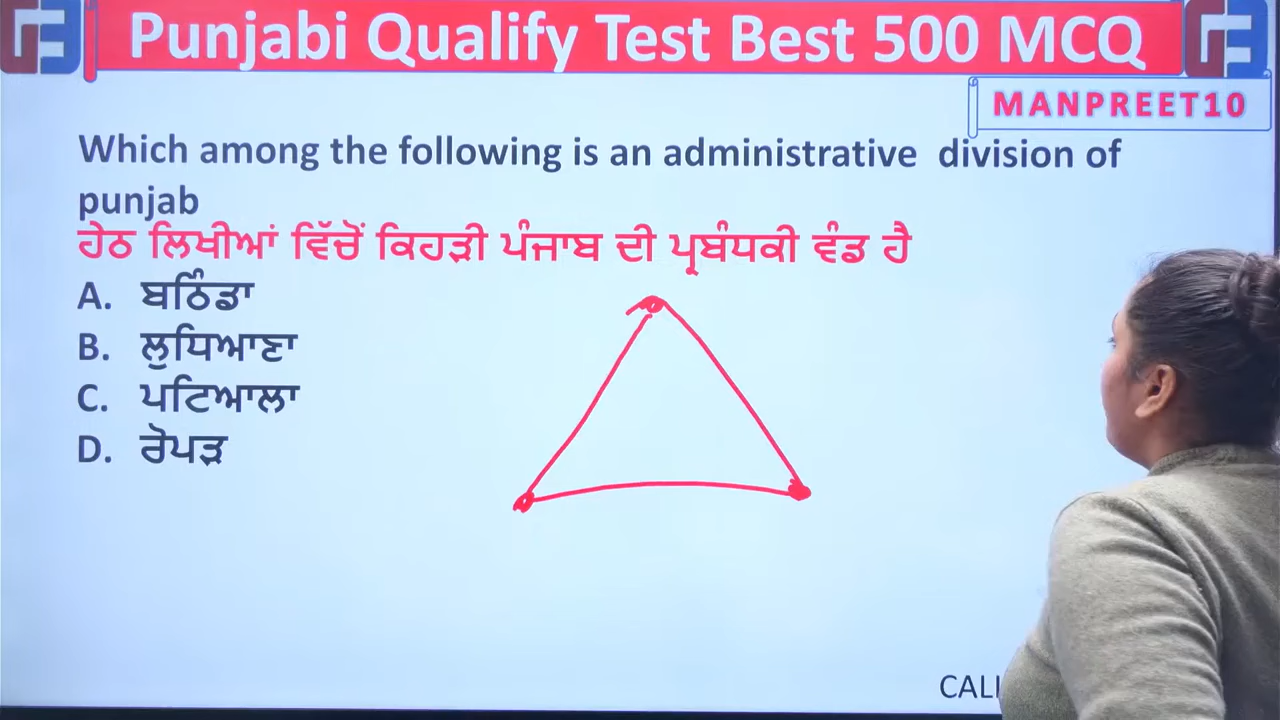 Punjabi Qualify Test Best 500 MCQ
MANPREET10
Which among the following is an administrative division of
punjab
ਹੇਠ ਲਿਖੀਆਂ ਵਿੱਚੋਂ ਕਿਹੜੀ ਪੰਜਾਬ ਦੀ ਪ੍ਰਬੰਧਕੀ ਵੰਡ ਹੈ
A. ਬਠਿੰਡਾ
B. ਲੁਧਿਆਣਾ
C. ਪਟਿਆਲਾ
D. ਰੋਪੜ